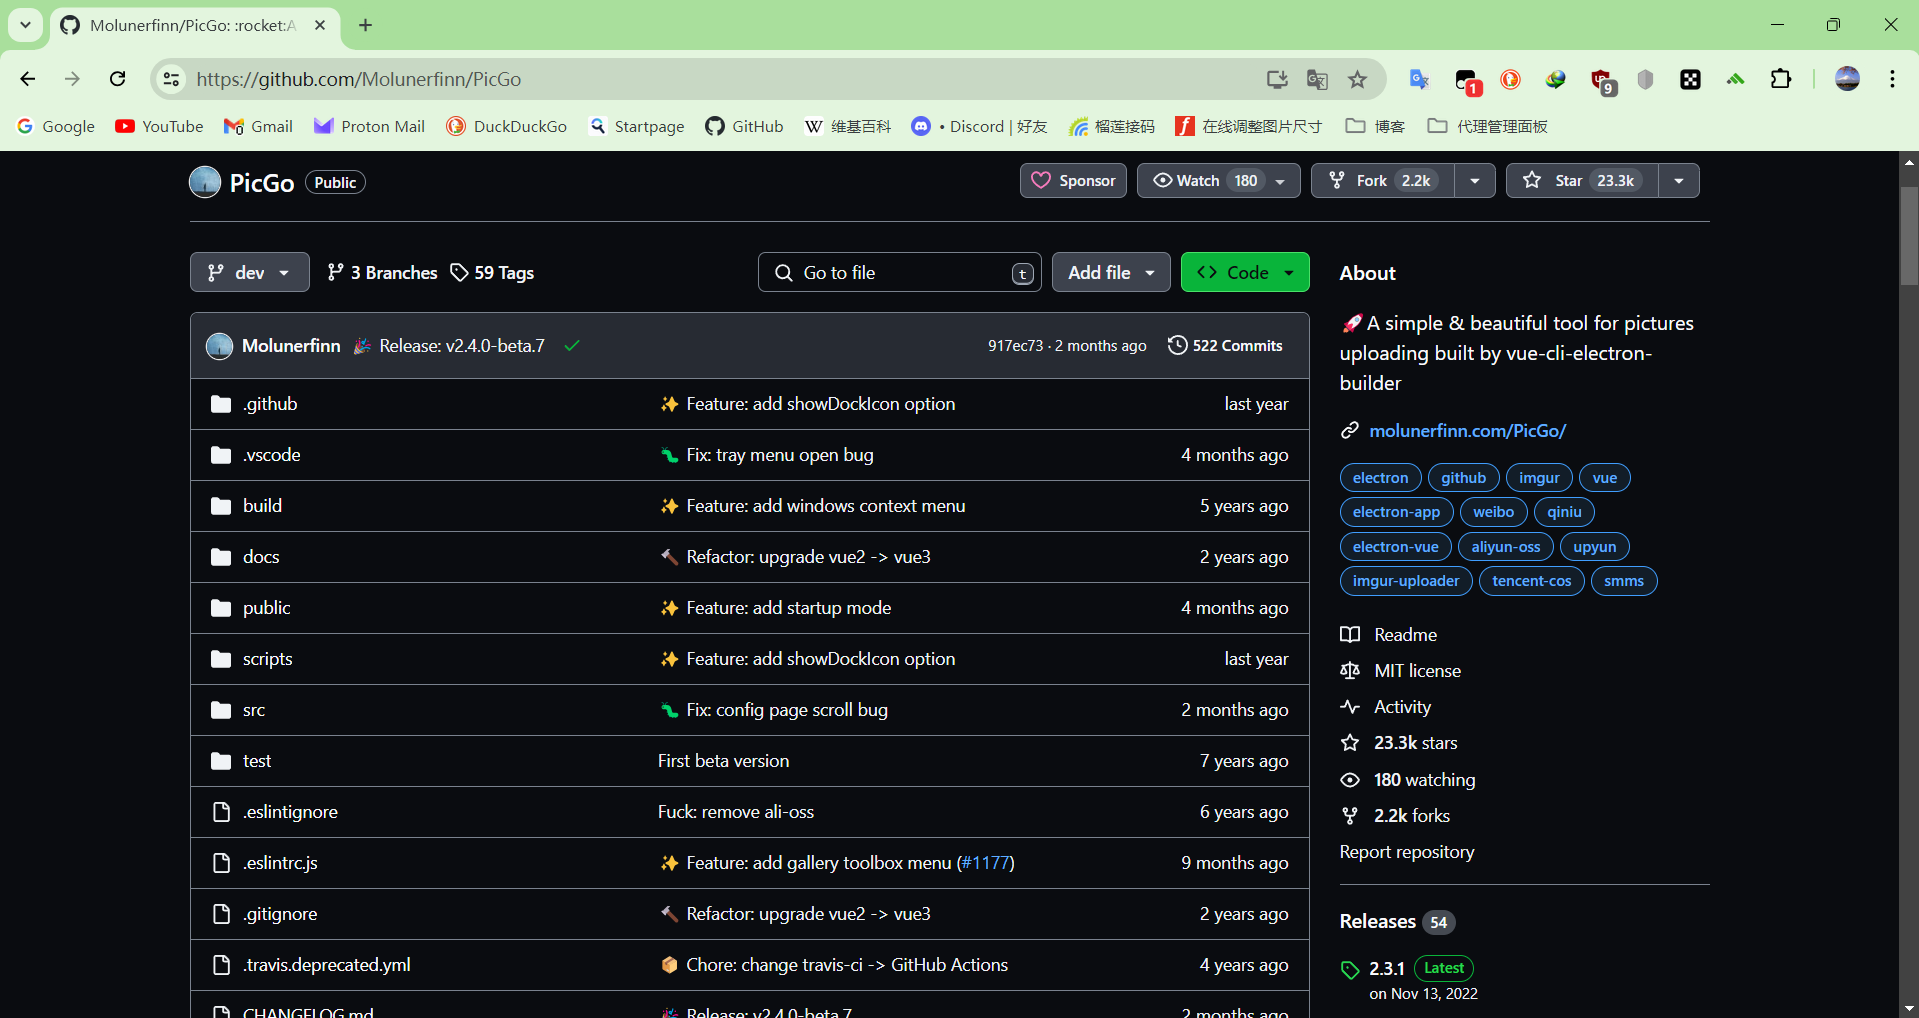 Molunerfinn/PicGo: :rocket:A
https://github.com/Molunerfinn/PicGo
1
9
Google YouTube Gmail Proton Mail DuckDuckGo Startpage GitHub 维基百科 • Discord | 好友 榴莲接码 在线调整图片尺寸 博客 代理管理面板
PicGo Public
Sponsor Watch 180 Fork 2.2k Star 23.3k
dev 3 Branches 59 Tags Go to file t Add file Code
Molunerfinn Release: v2.4.0-beta.7 917ec73 · 2 months ago 522 Commits
.github Feature: add showDockIcon option last year
.vscode Fix: tray menu open bug 4 months ago
build Feature: add windows context menu 5 years ago
docs Refactor: upgrade vue2 -> vue3 2 years ago
public Feature: add startup mode 4 months ago
scripts Feature: add showDockIcon option last year
src Fix: config page scroll bug 2 months ago
test First beta version 7 years ago
.eslintignore Fuck: remove ali-oss 6 years ago
.eslintrc.js Feature: add gallery toolbox menu (#1177) 9 months ago
.gitignore Refactor: upgrade vue2 -> vue3 2 years ago
.travis.deprecated.yml Chore: change travis-ci -> GitHub Actions 4 years ago
CHANGELOG.md Release: v2.4.0-beta.7 2 months ago
About
🚀 A simple & beautiful tool for pictures
uploading built by vue-cli-electron-
builder
molunerfinn.com/PicGo/
electron github imgur vue
electron-app weibo qiniu
electron-vue aliyun-oss upyun
imgur-uploader tencent-cos smms
Readme
MIT license
Activity
23.3k stars
180 watching
2.2k forks
Report repository
Releases 54
2.3.1 Latest
on Nov 13, 2022